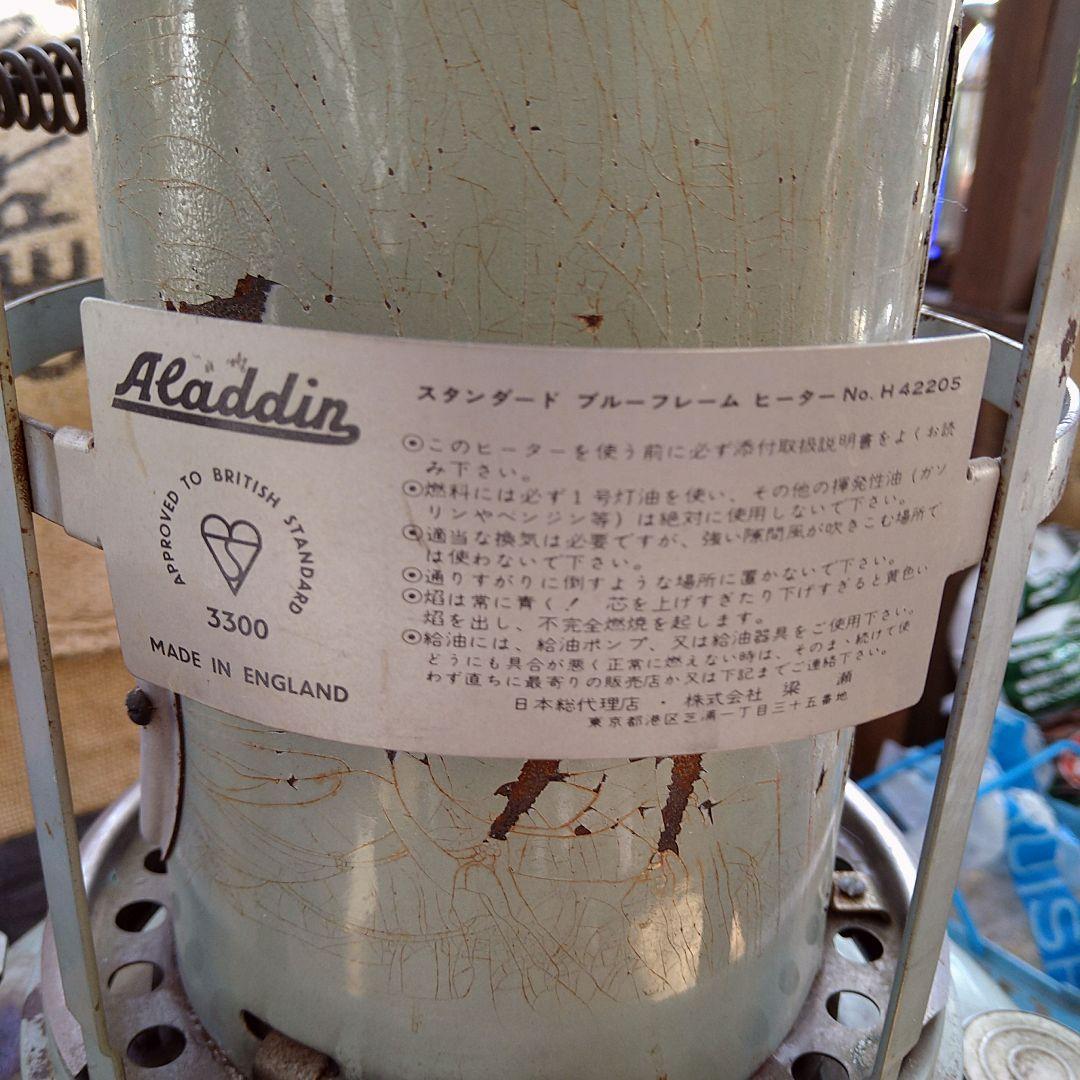 Aladdin
APPROVED TO BRITISH STANDARD
3300
MADE IN ENGLAND
スタンダード ブルーフレーム ヒーター No. H42205
◉このヒーターを使う前に必ず添付取扱説明書をよくお読
み下さい。
◉燃料には必ず1号灯油を使い、その他の揮発性油（ガソ
リンやベンジン等）は絶対に使用しないで下さい。
◉適当な換気は必要ですが、強い隙間風が吹きこむ場所で
は使わないで下さい。
◉通りすがりに倒すような場所に置かないで下さい。
◉焰は常に青く！ 芯を上げすぎたり下げすぎると黄色い
焰を出し、不完全燃焼を起します。
◉給油には、給油ポンプ、又は給油器具をご使用下さい。
どうにも具合が悪く正常に燃えない時は、そのまゝ続けて使
わず直ちに最寄りの販売店か又は下記までご連絡下さい。
日本総代理店 ・ 株式会社 梁瀬
東京都港区芝浦一丁目三十五番地